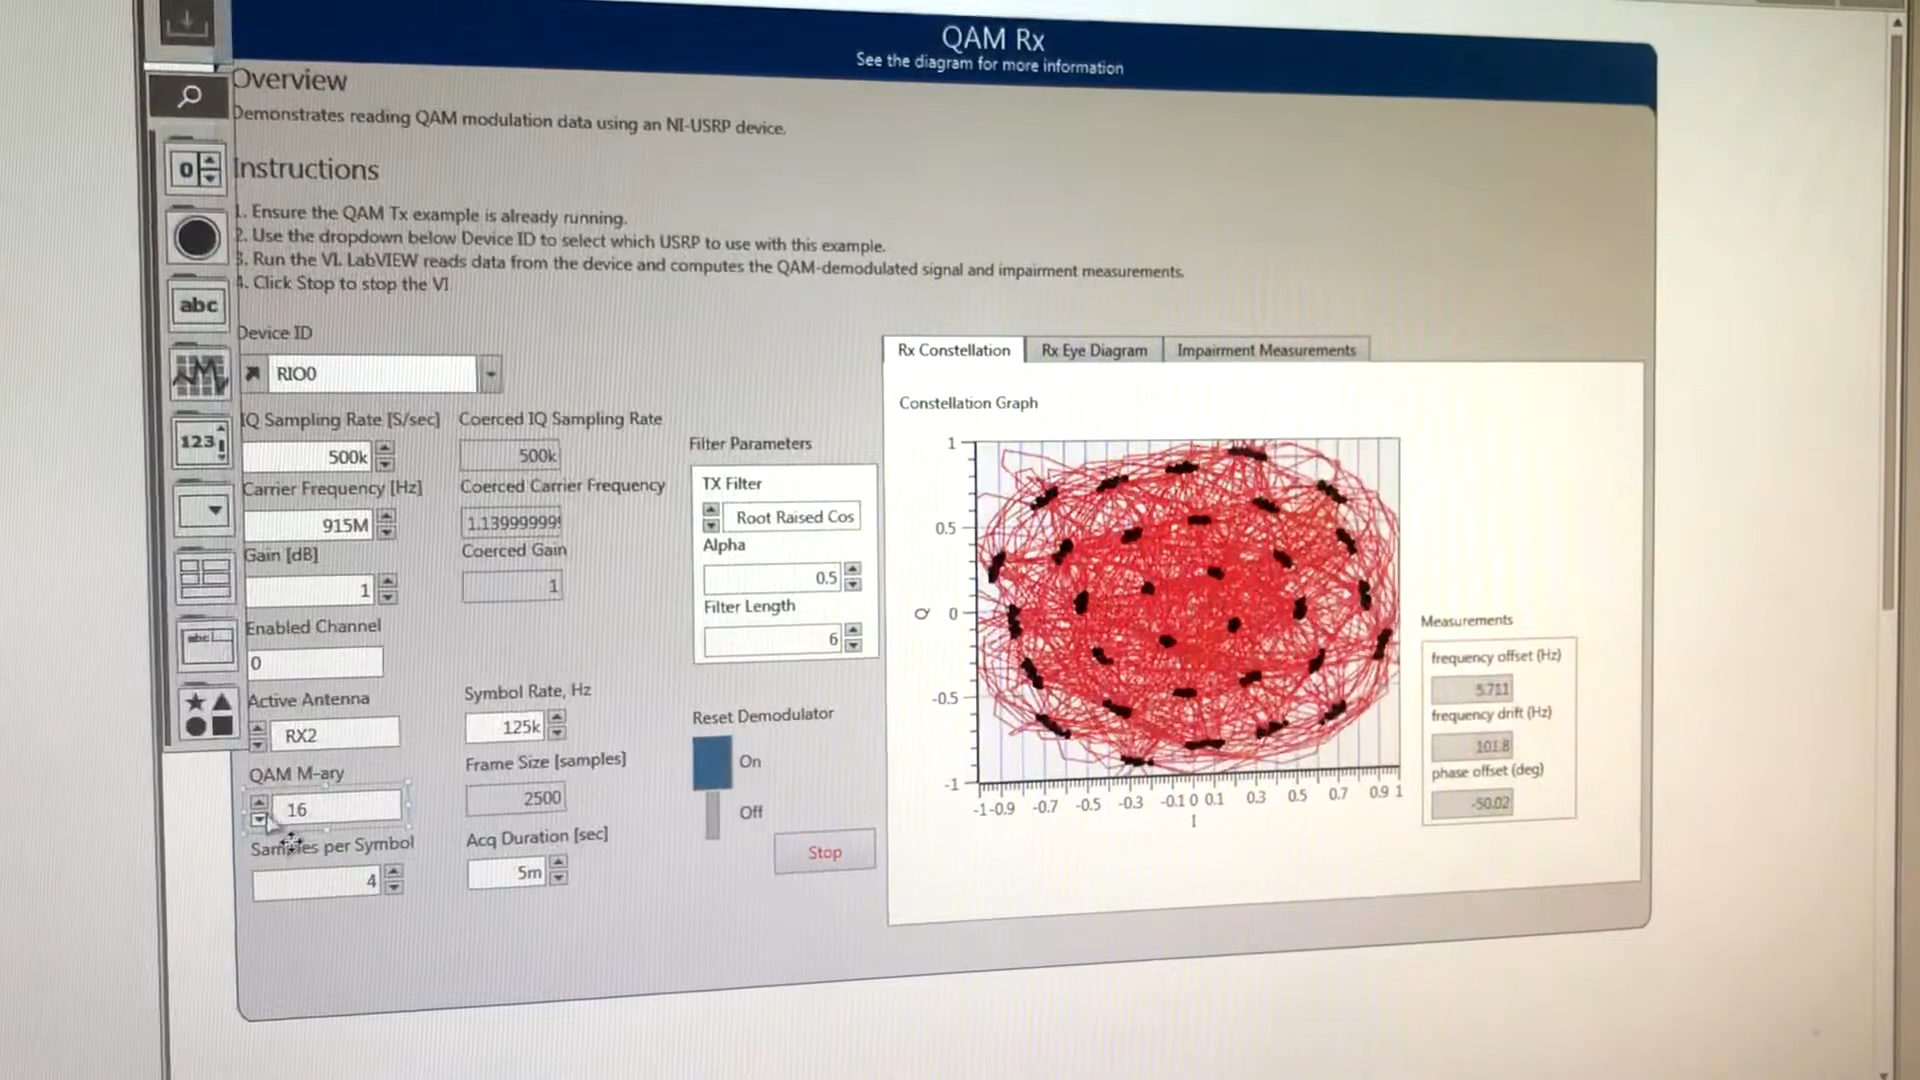 QAM Rx
See the diagram for more information
Overview
Demonstrates reading QAM modulation data using an NI-USRP device.
Instructions
1. Ensure the QAM Tx example is already running.
2. Use the dropdown below Device ID to select which USRP to use with this example.
3. Run the VI. LabVIEW reads data from the device and computes the QAM-demodulated signal and impairment measurements.
4. Click Stop to stop the VI
0
abc
123
abc
Device ID
RIO0
IQ Sampling Rate [S/sec]
500k
Coerced IQ Sampling Rate
500k
Carrier Frequency [Hz]
915M
Coerced Carrier Frequency
1.13999999
Gain [dB]
1
Coerced Gain
1
Enabled Channel
0
Active Antenna
RX2
Symbol Rate, Hz
125k
QAM M-ary
16
Frame Size [samples]
2500
Samples per Symbol
4
Acq Duration [sec]
5m
Filter Parameters
TX Filter
Root Raised Cos
Alpha
0.5
Filter Length
6
Reset Demodulator
On
Off
Stop
Rx Constellation
Rx Eye Diagram
Impairment Measurements
Constellation Graph
1
0.5
Q
0
-0.5
-1
-1 -0.9 -0.7 -0.5 -0.3 -0.1 0 0.1 0.3 0.5 0.7 0.9 1
I
Measurements
frequency offset (Hz)
5.711
frequency drift (Hz)
101.8
phase offset (deg)
-50.02